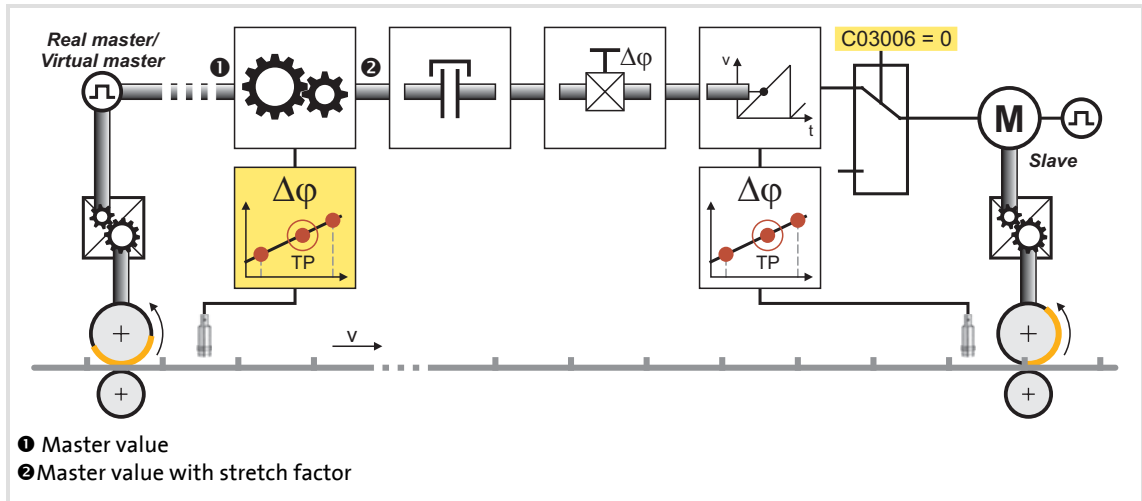 Real master/
Virtual master
❶
❷
Δφ
v
t
C03006 = 0
M
Slave
Δφ
TP
Δφ
TP
v
❶ Master value
❷Master value with stretch factor